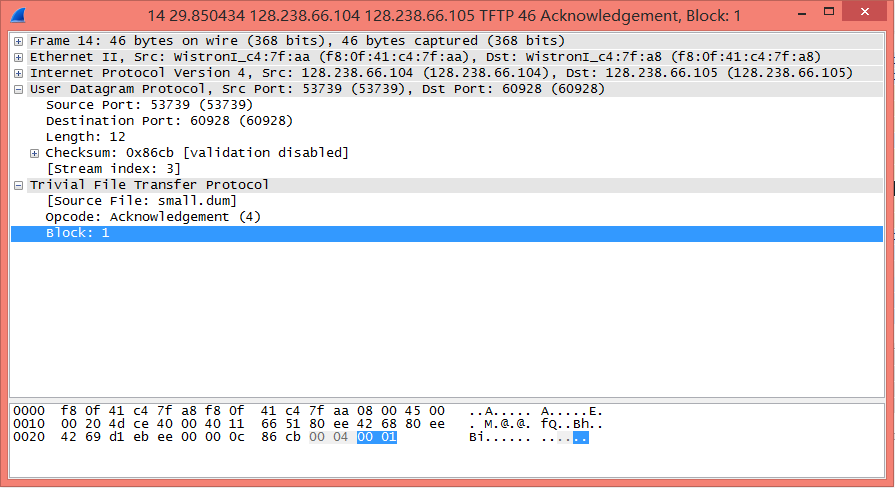 14 29.850434 128.238.66.104 128.238.66.105 TFTP 46 Acknowledgement, Block: 1
Frame 14: 46 bytes on wire (368 bits), 46 bytes captured (368 bits)
Ethernet II, Src: WistronI_c4:7f:aa (f8:0f:41:c4:7f:aa), Dst: WistronI_c4:7f:a8 (f8:0f:41:c4:7f:a8)
Internet Protocol Version 4, Src: 128.238.66.104 (128.238.66.104), Dst: 128.238.66.105 (128.238.66.105)
User Datagram Protocol, Src Port: 53739 (53739), Dst Port: 60928 (60928)
Source Port: 53739 (53739)
Destination Port: 60928 (60928)
Length: 12
Checksum: 0x86cb [validation disabled]
[Stream index: 3]
Trivial File Transfer Protocol
[Source File: small.dum]
Opcode: Acknowledgement (4)
Block: 1
0000 f8 0f 41 c4 7f a8 f8 0f 41 c4 7f aa 08 00 45 00 ..A..... A.....E.
0010 00 20 4d ce 40 00 40 11 66 51 80 ee 42 68 80 ee . M.@.@. fQ..Bh..
0020 42 69 d1 eb ee 00 00 0c 86 cb 00 04 00 01 Bi...... ......